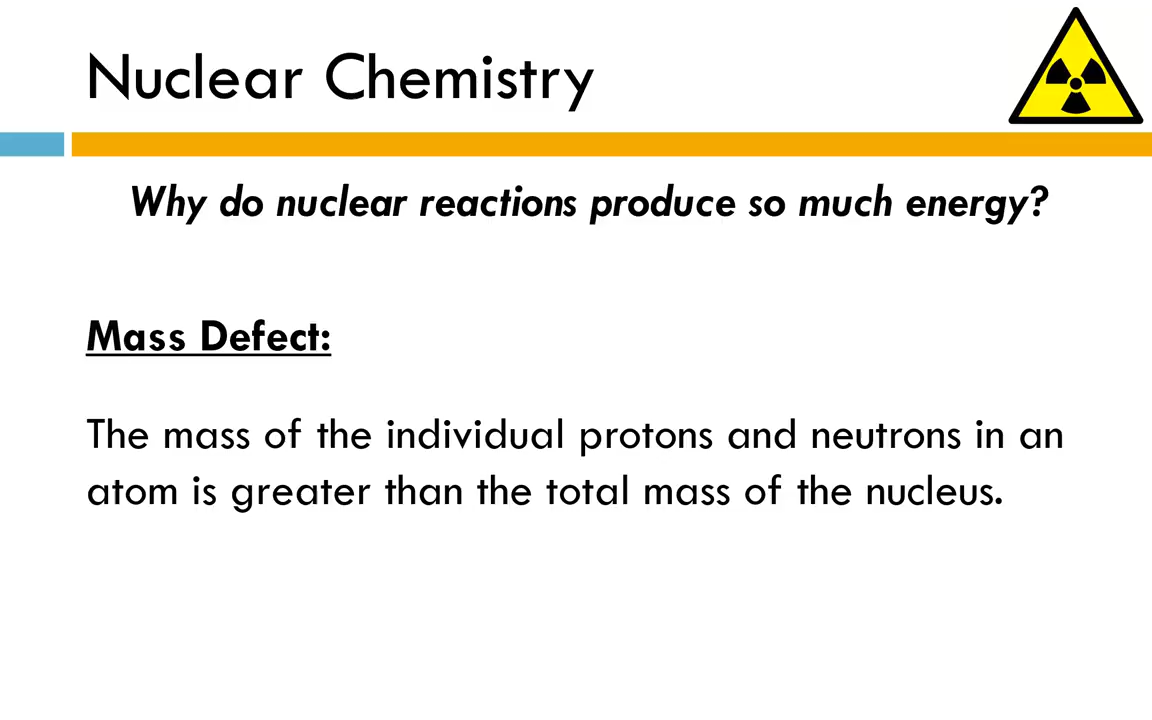 Nuclear Chemistry
Why do nuclear reactions produce so much energy?
Mass Defect:
The mass of the individual protons and neutrons in an
atom is greater than the total mass of the nucleus.